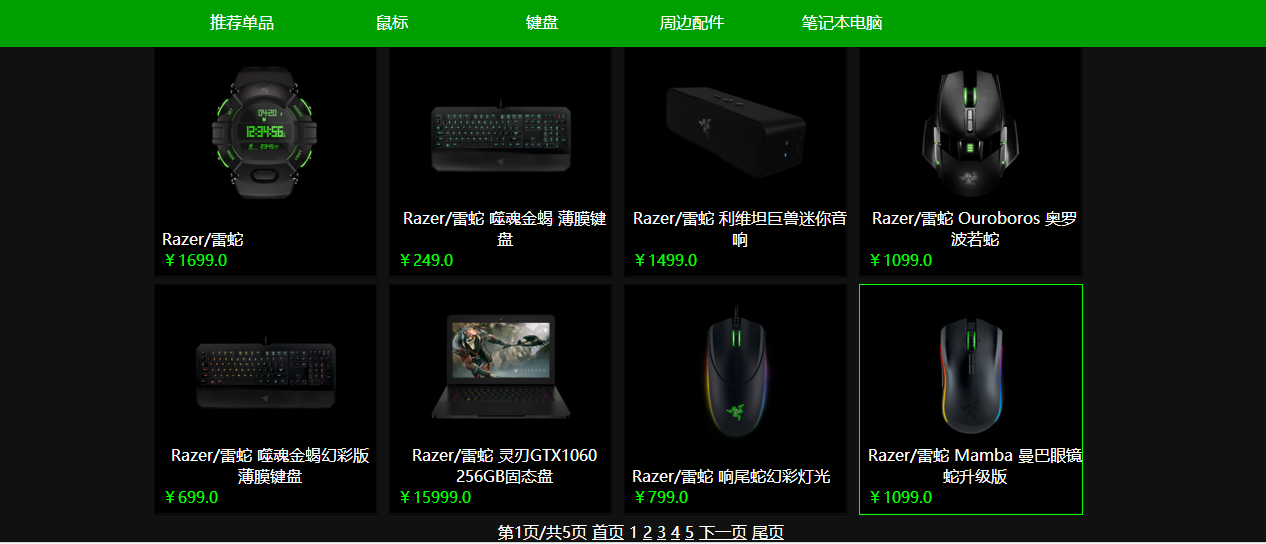 推荐单品 鼠标 键盘 周边配件 笔记本电脑
04:20
12:34:56
Razer/雷蛇
￥1699.0
Razer/雷蛇 噬魂金蝎 薄膜键
盘
￥249.0
Razer/雷蛇 利维坦巨兽迷你音
响
￥1499.0
Razer/雷蛇 Ouroboros 奥罗
波若蛇
￥1099.0
Razer/雷蛇 噬魂金蝎幻彩版
薄膜键盘
￥699.0
Razer/雷蛇 灵刃GTX1060
256GB固态盘
￥15999.0
Razer/雷蛇 响尾蛇幻彩灯光
￥799.0
Razer/雷蛇 Mamba 曼巴眼镜
蛇升级版
￥1099.0
第1页/共5页 首页 1 2 3 4 5 下一页 尾页